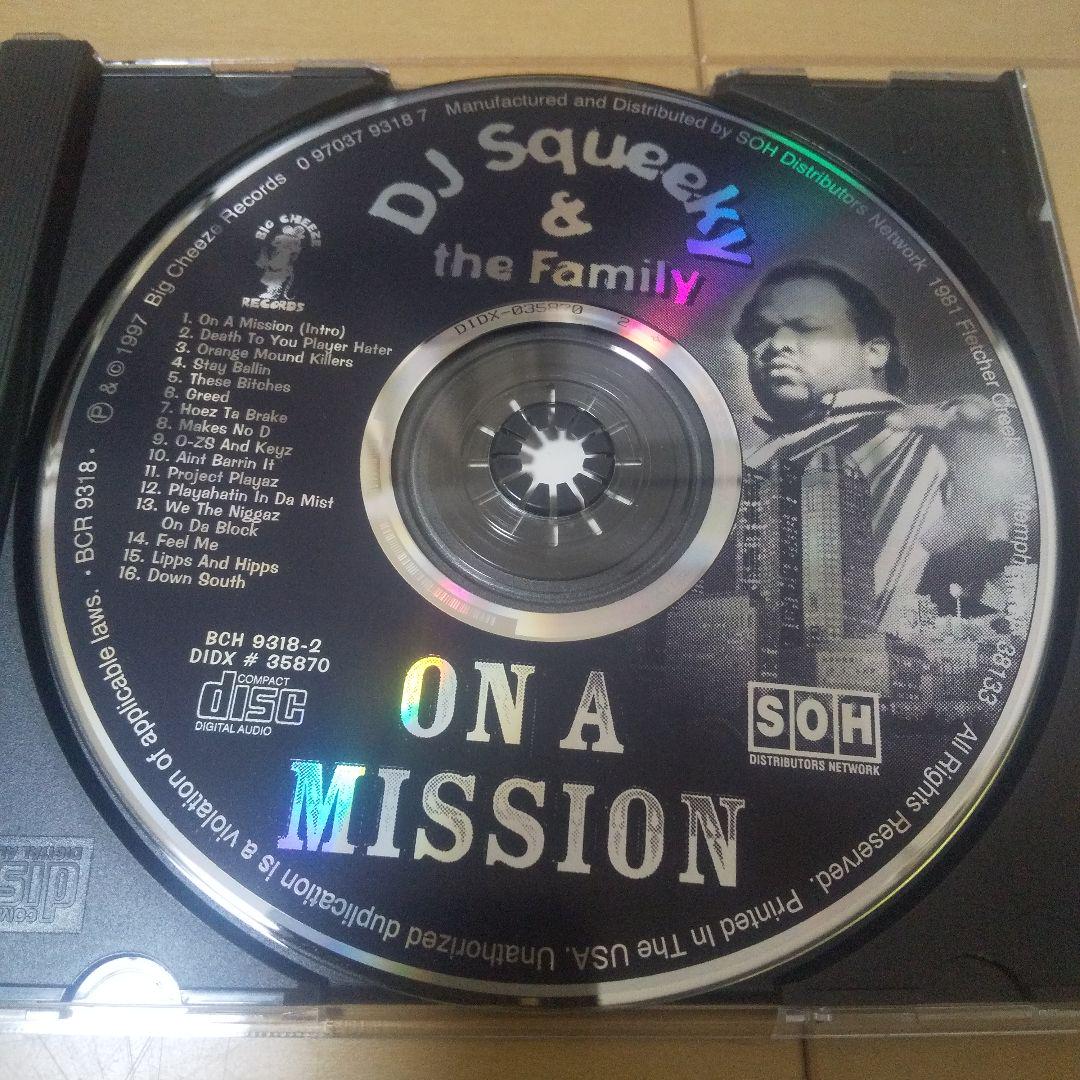 DJ Squeeky
&
the Family
BIG CHEEZE
RECORDS
1. On A Mission (Intro)
2. Death To You Player Hater
3. Orange Mound Killers
4. Stay Ballin
5. These Bitches
6. Greed
7. Hoez Ta Brake
8. Makes No D
9. O-ZS And Keyz
10. Aint Barrin It
11. Project Playaz
12. Playahatin In Da Mist
13. We The Niggaz
On Da Block
14. Feel Me
15. Lipps And Hipps
16. Down South
BCH 9318-2
DIDX # 35870
COMPACT
disc
DIGITAL AUDIO
DIDX-035870 2
ON A
MISSION
SOH
DISTRIBUTORS NETWORK
· BCR 9318 · ℗ & © 1997 Big Cheeze Records 0 97037 9318 7 Manufactured and Distributed by SOH Distributors Network 1981 Fletcher Creek 38133 All Rights Reserved. Printed In The USA. Unathorized duplication is a violation of applicable laws.
disc